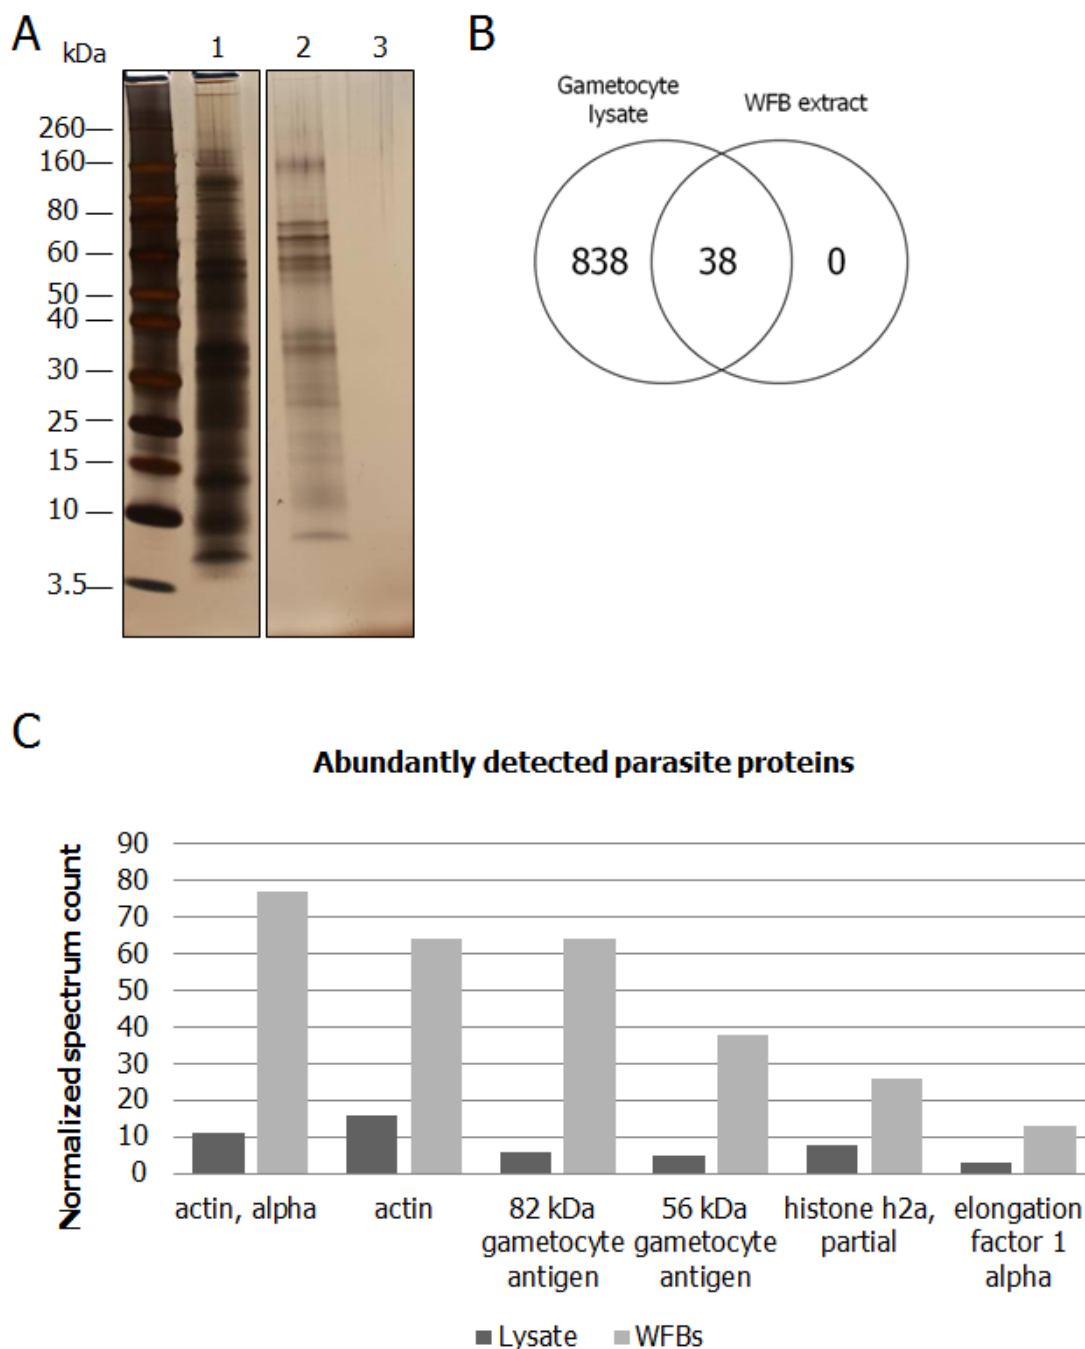 A
kDa
1
2
3
260
160
80
60
50
40
30
25
15
10
3.5
B
Gametocyte
lysate
WFB extract
838
38
0
C
Abundantly detected parasite proteins
Normalized spectrum count
90
80
70
60
50
40
30
20
10
0
actin, alpha
actin
82 kDa
gametocyte
antigen
56 kDa
gametocyte
antigen
histone h2a,
partial
elongation
factor 1
alpha
Lysate
WFBs